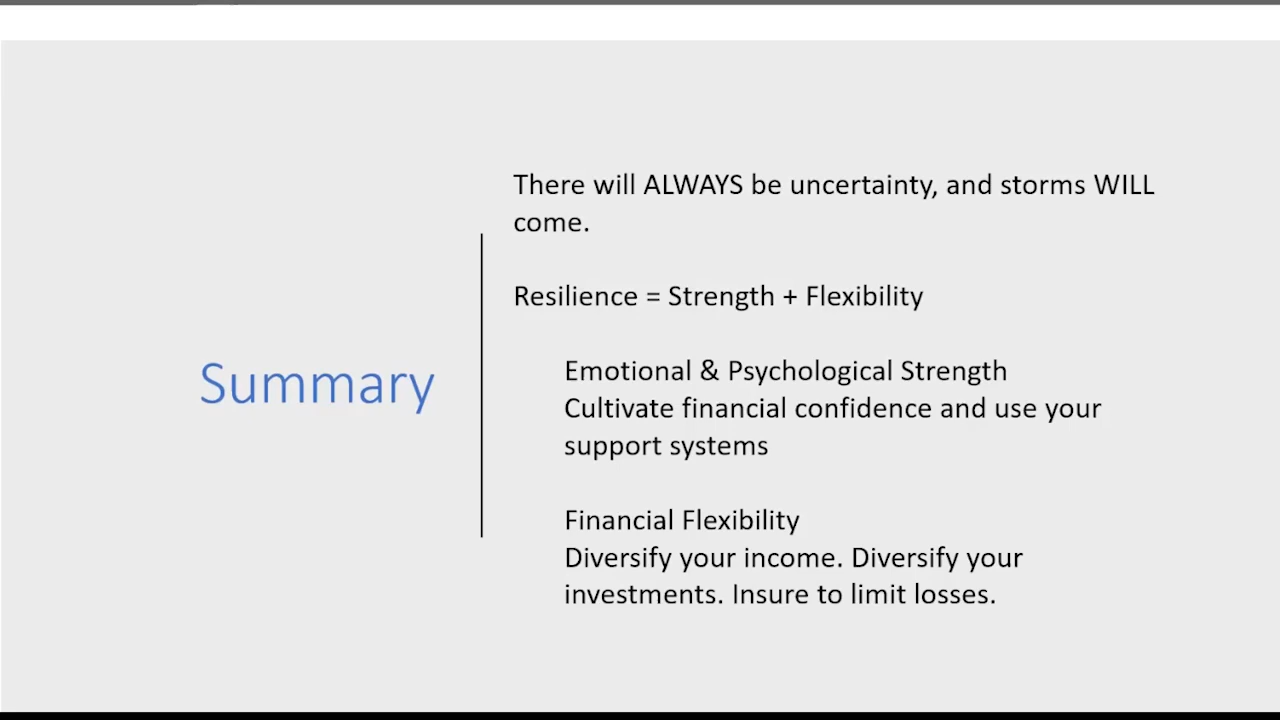 Summary
There will ALWAYS be uncertainty, and storms WILL
come.
Resilience = Strength + Flexibility
Emotional & Psychological Strength
Cultivate financial confidence and use your
support systems
Financial Flexibility
Diversify your income. Diversify your
investments. Insure to limit losses.